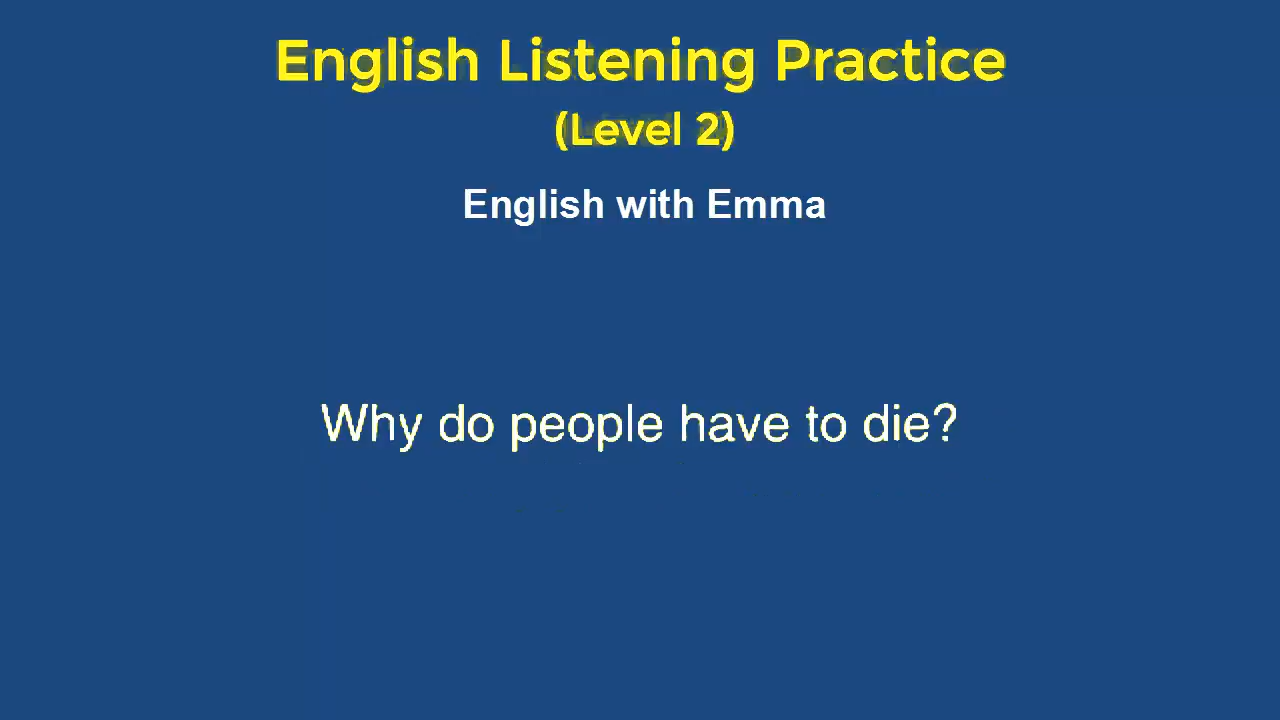 English Listening Practice
(Level 2)
English with Emma
Why do people have to die?